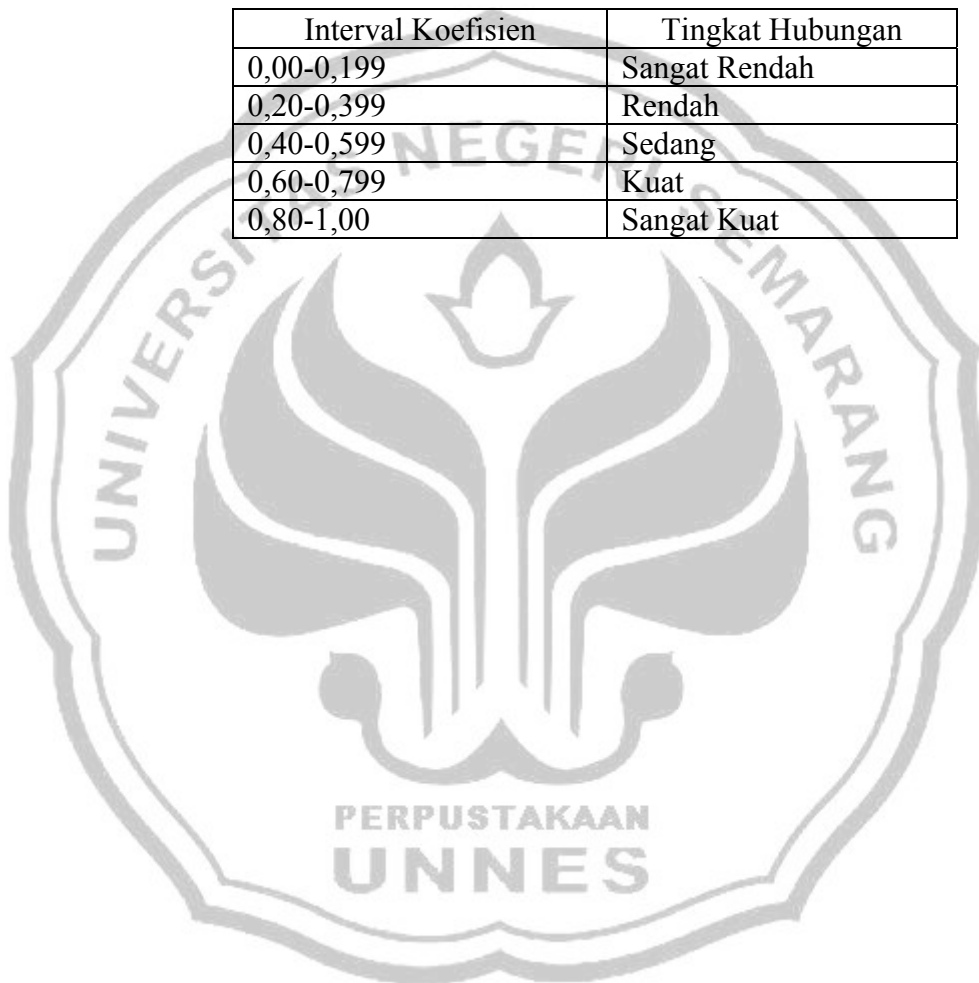 Interval Koefisien Tingkat Hubungan
0,00-0,199 Sangat Rendah
0,20-0,399 Rendah
0,40-0,599 Sedang
0,60-0,799 Kuat
0,80-1,00 Sangat Kuat
UNIVERSITAS NEGERI SEMARANG
PERPUSTAKAAN
UNNES